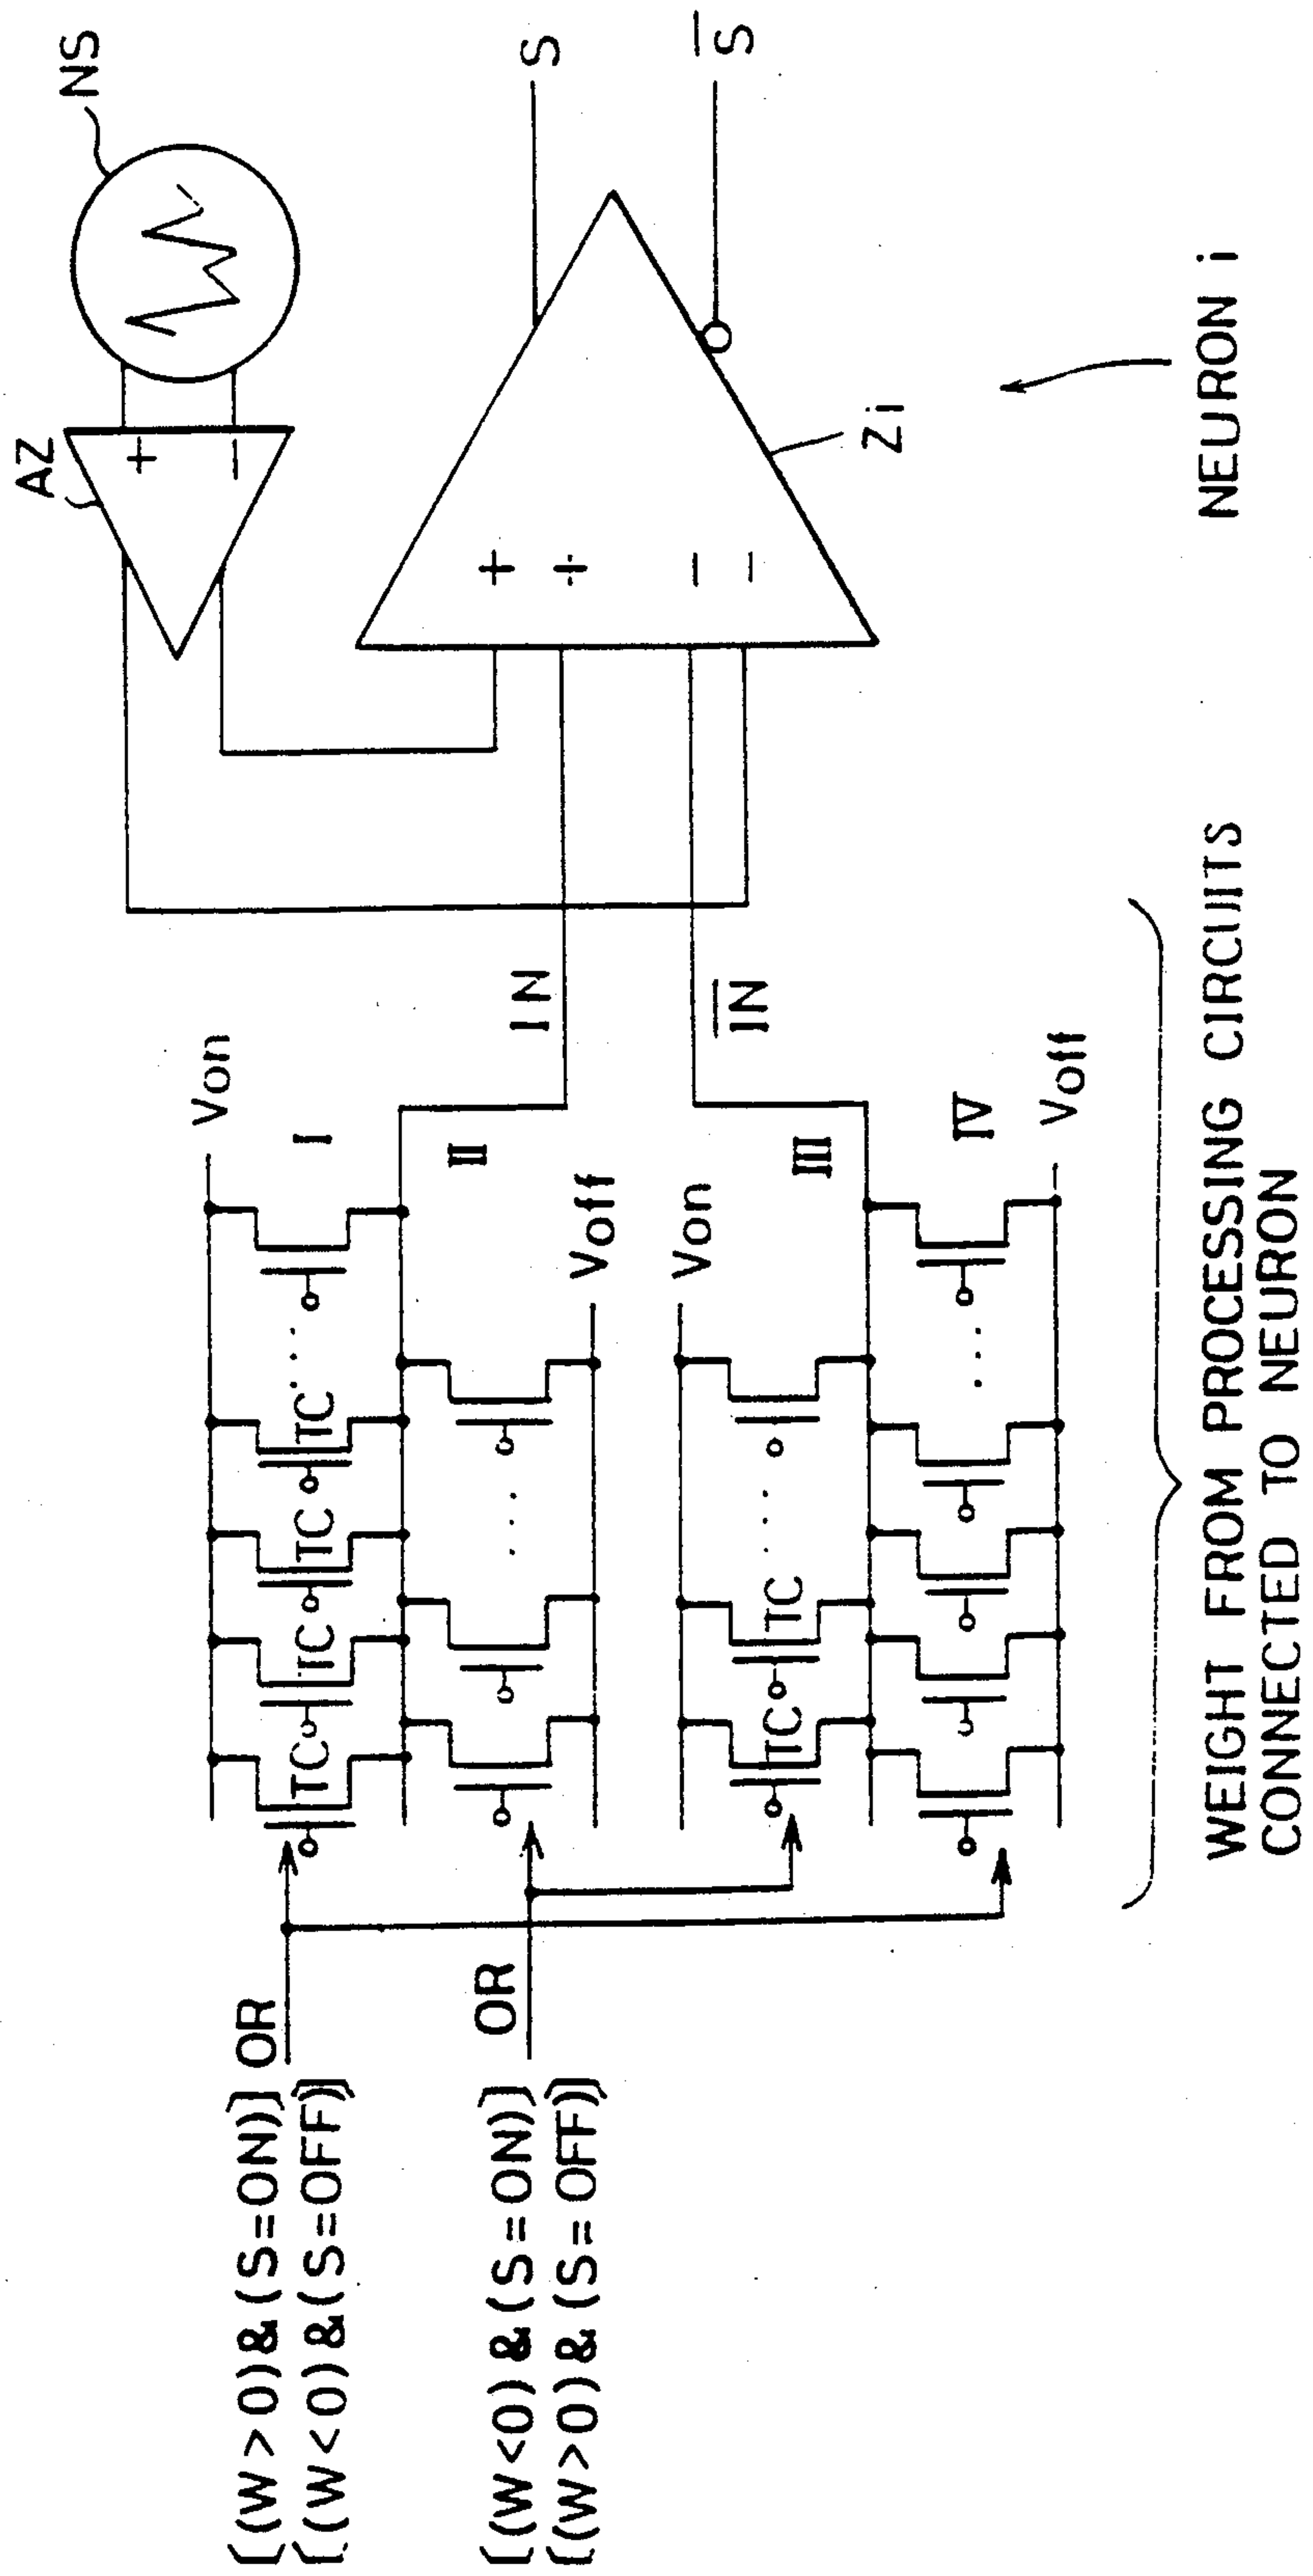 [(W>0)&(S=ON)] OR
[(W<0)&(S=OFF)]
[(W<0)&(S=ON)] OR
[(W>0)&(S=OFF)]
Von
I
TC TC TC TC
II
Voff
Von
III
TC TC
IV
Voff
IN
I̅N̅
AZ
+
−
NS
+
÷
−
−
Zi
S
S̅
NEURON i
WEIGHT FROM PROCESSING CIRCUITS
CONNECTED TO NEURON